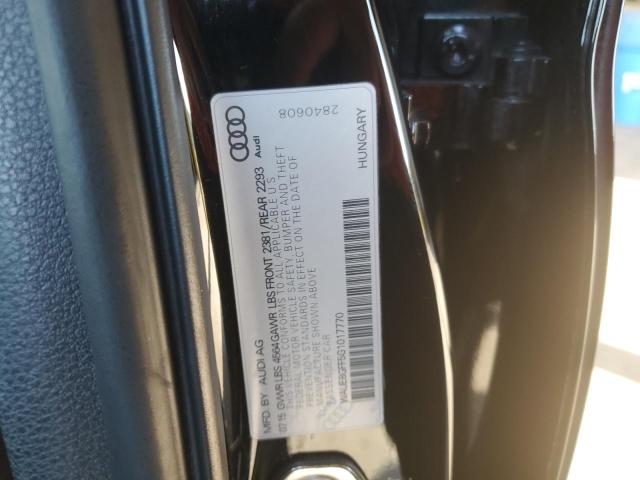 Audi
2840608
MFD. BY AUDI AG
07.15 GVWR LBS 4564 GAWR LBS FRONT 2381/REAR 2293
THIS VEHICLE CONFORMS TO ALL APPLICABLE U S
FEDERAL MOTOR VEHICLE SAFETY, BUMPER AND THEFT
PREVENTION STANDARDS IN EFFECT ON THE DATE OF
MANUFACTURE SHOWN ABOVE
PASSENGER CAR
WAUE8GFF5G1017770
HUNGARY